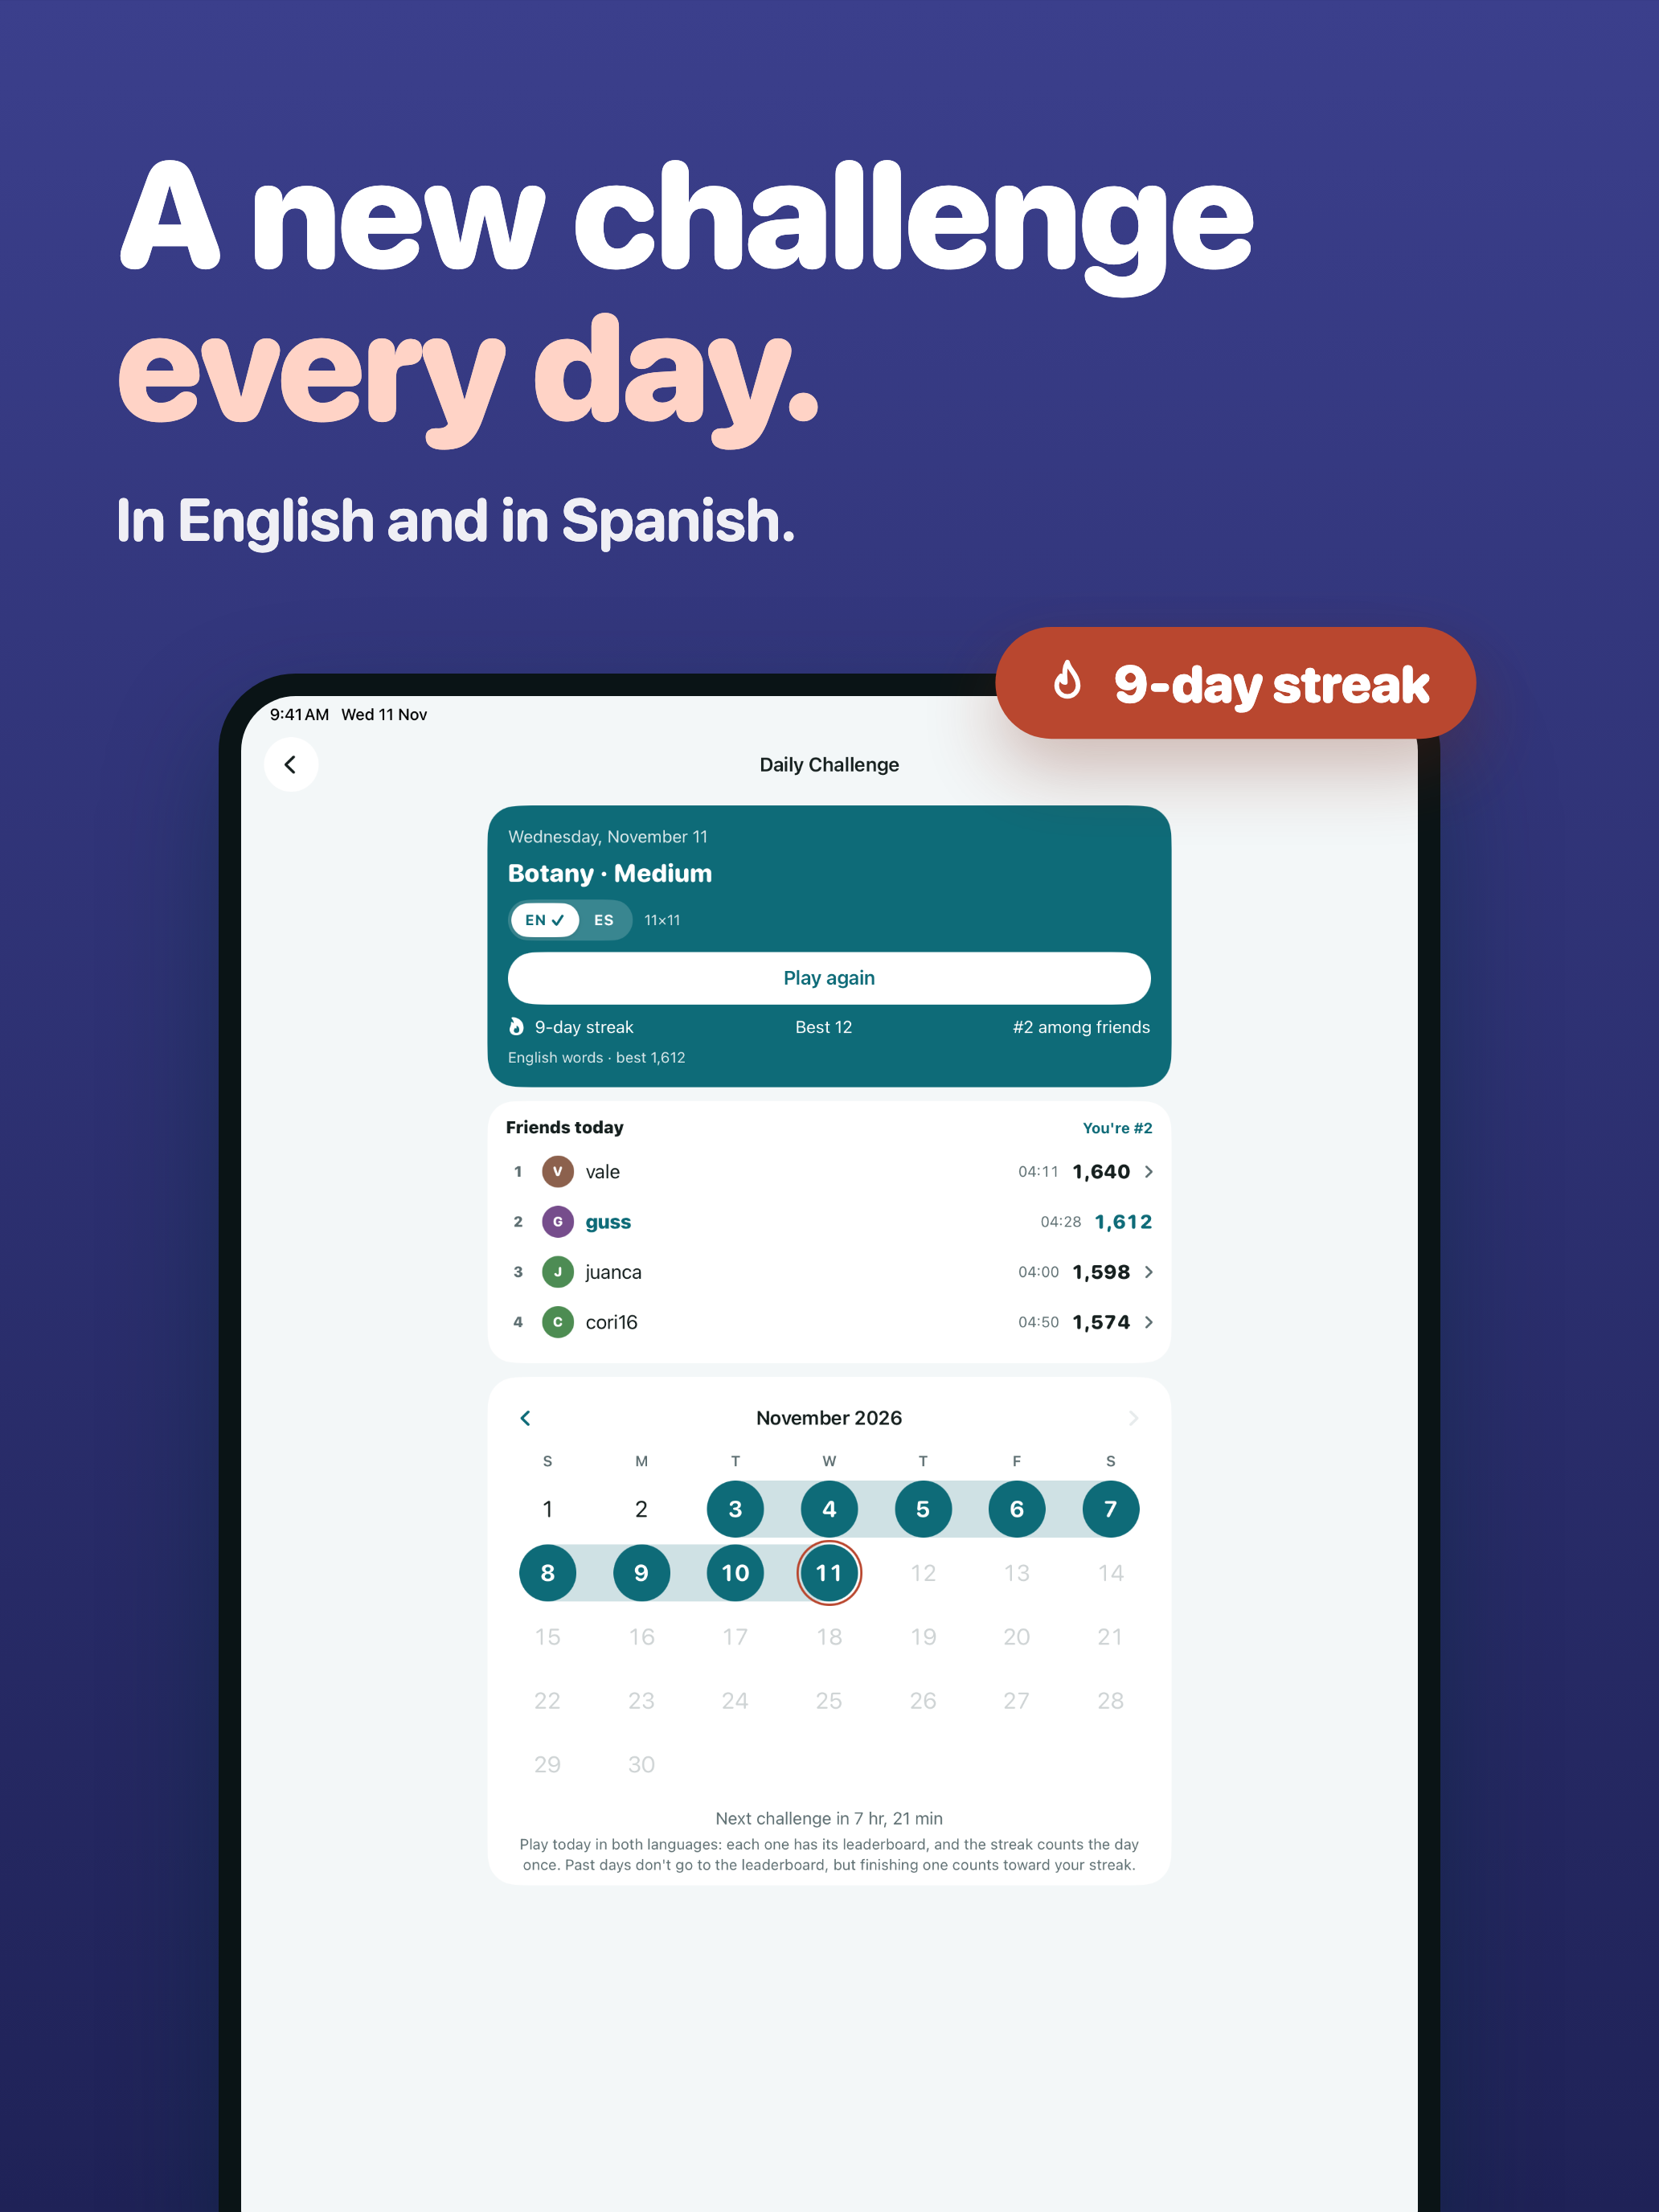 A new challenge
every day.
In English and in Spanish.
9-day streak
9:41 AM Wed 11 Nov
Daily Challenge
Wednesday, November 11
Botany · Medium
EN ES 11×11
Play again
9-day streak Best 12 #2 among friends
English words · best 1,612
Friends today You're #2
1 V vale 04:11 1,640
2 G guss 04:28 1,612
3 J juanca 04:00 1,598
4 C cori16 04:50 1,574
November 2026
S M T W T F S
1 2 3 4 5 6 7
8 9 10 11 12 13 14
15 16 17 18 19 20 21
22 23 24 25 26 27 28
29 30
Next challenge in 7 hr, 21 min
Play today in both languages: each one has its leaderboard, and the streak counts the day
once. Past days don't go to the leaderboard, but finishing one counts toward your streak.